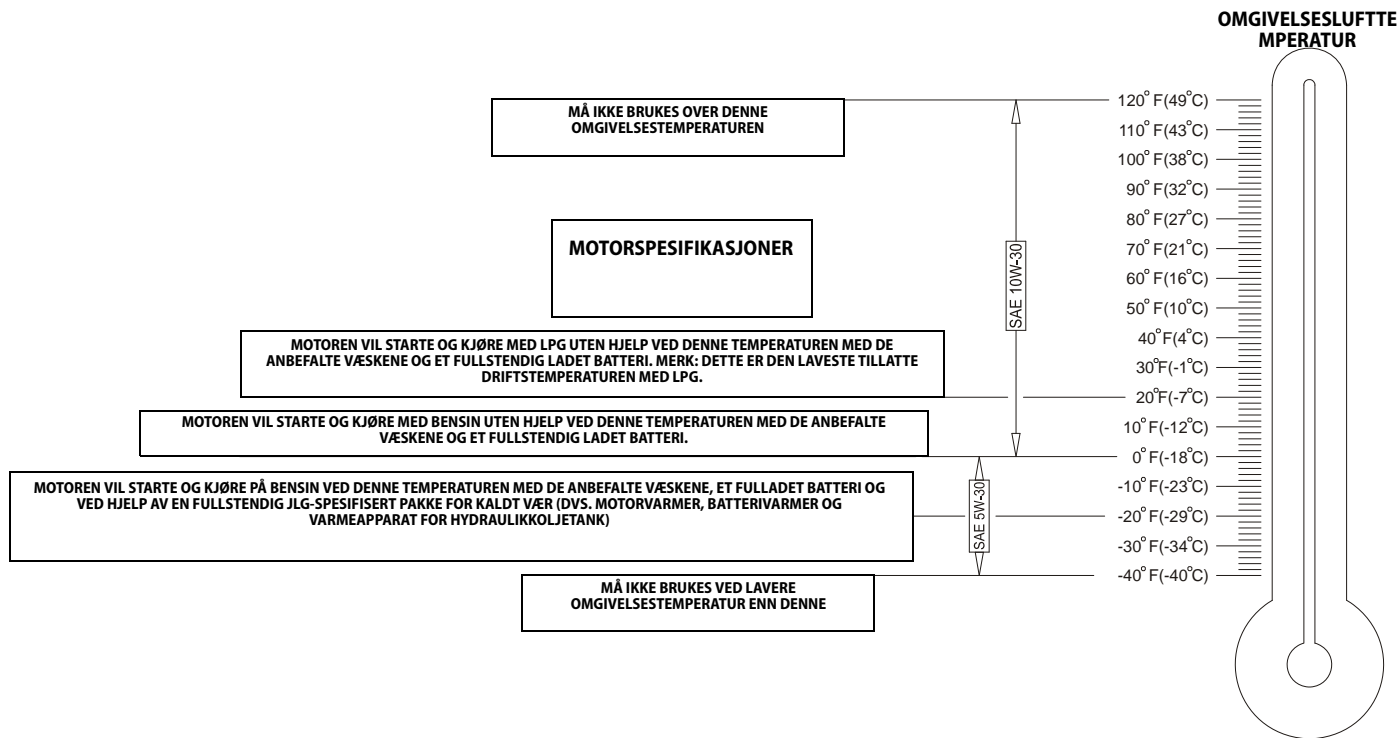 OMGIVELSESLUFTTE
MPERATUR
MÅ IKKE BRUKES OVER DENNE
OMGIVELSESTEMPERATUREN
MOTORSPESIFIKASJONER
MOTOREN VIL STARTE OG KJØRE MED LPG UTEN HJELP VED DENNE TEMPERATUREN MED DE
ANBEFALTE VÆSKENE OG ET FULLSTENDIG LADET BATTERI. MERK: DETTE ER DEN LAVESTE TILLATTE
DRIFTSTEMPERATUREN MED LPG.
MOTOREN VIL STARTE OG KJØRE MED BENSIN UTEN HJELP VED DENNE TEMPERATUREN MED DE ANBEFALTE
VÆSKENE OG ET FULLSTENDIG LADET BATTERI.
MOTOREN VIL STARTE OG KJØRE PÅ BENSIN VED DENNE TEMPERATUREN MED DE ANBEFALTE VÆSKENE, ET FULLADET BATTERI OG
VED HJELP AV EN FULLSTENDIG JLG-SPESIFISERT PAKKE FOR KALDT VÆR (DVS. MOTORVARMER, BATTERIVARMER OG
VARMEAPPARAT FOR HYDRAULIKKOLJETANK)
MÅ IKKE BRUKES VED LAVERE
OMGIVELSESTEMPERATUR ENN DENNE
SAE 10W-30
SAE 5W-30
120° F(49°C)
110° F(43°C)
100° F(38°C)
90° F(32°C)
80° F(27°C)
70° F(21°C)
60° F(16°C)
50° F(10°C)
40°F(4°C)
30°F(-1°C)
20°F(-7°C)
10°F(-12°C)
0° F(-18°C)
-10° F(-23°C)
-20° F(-29°C)
-30° F(-34°C)
-40° F(-40°C)